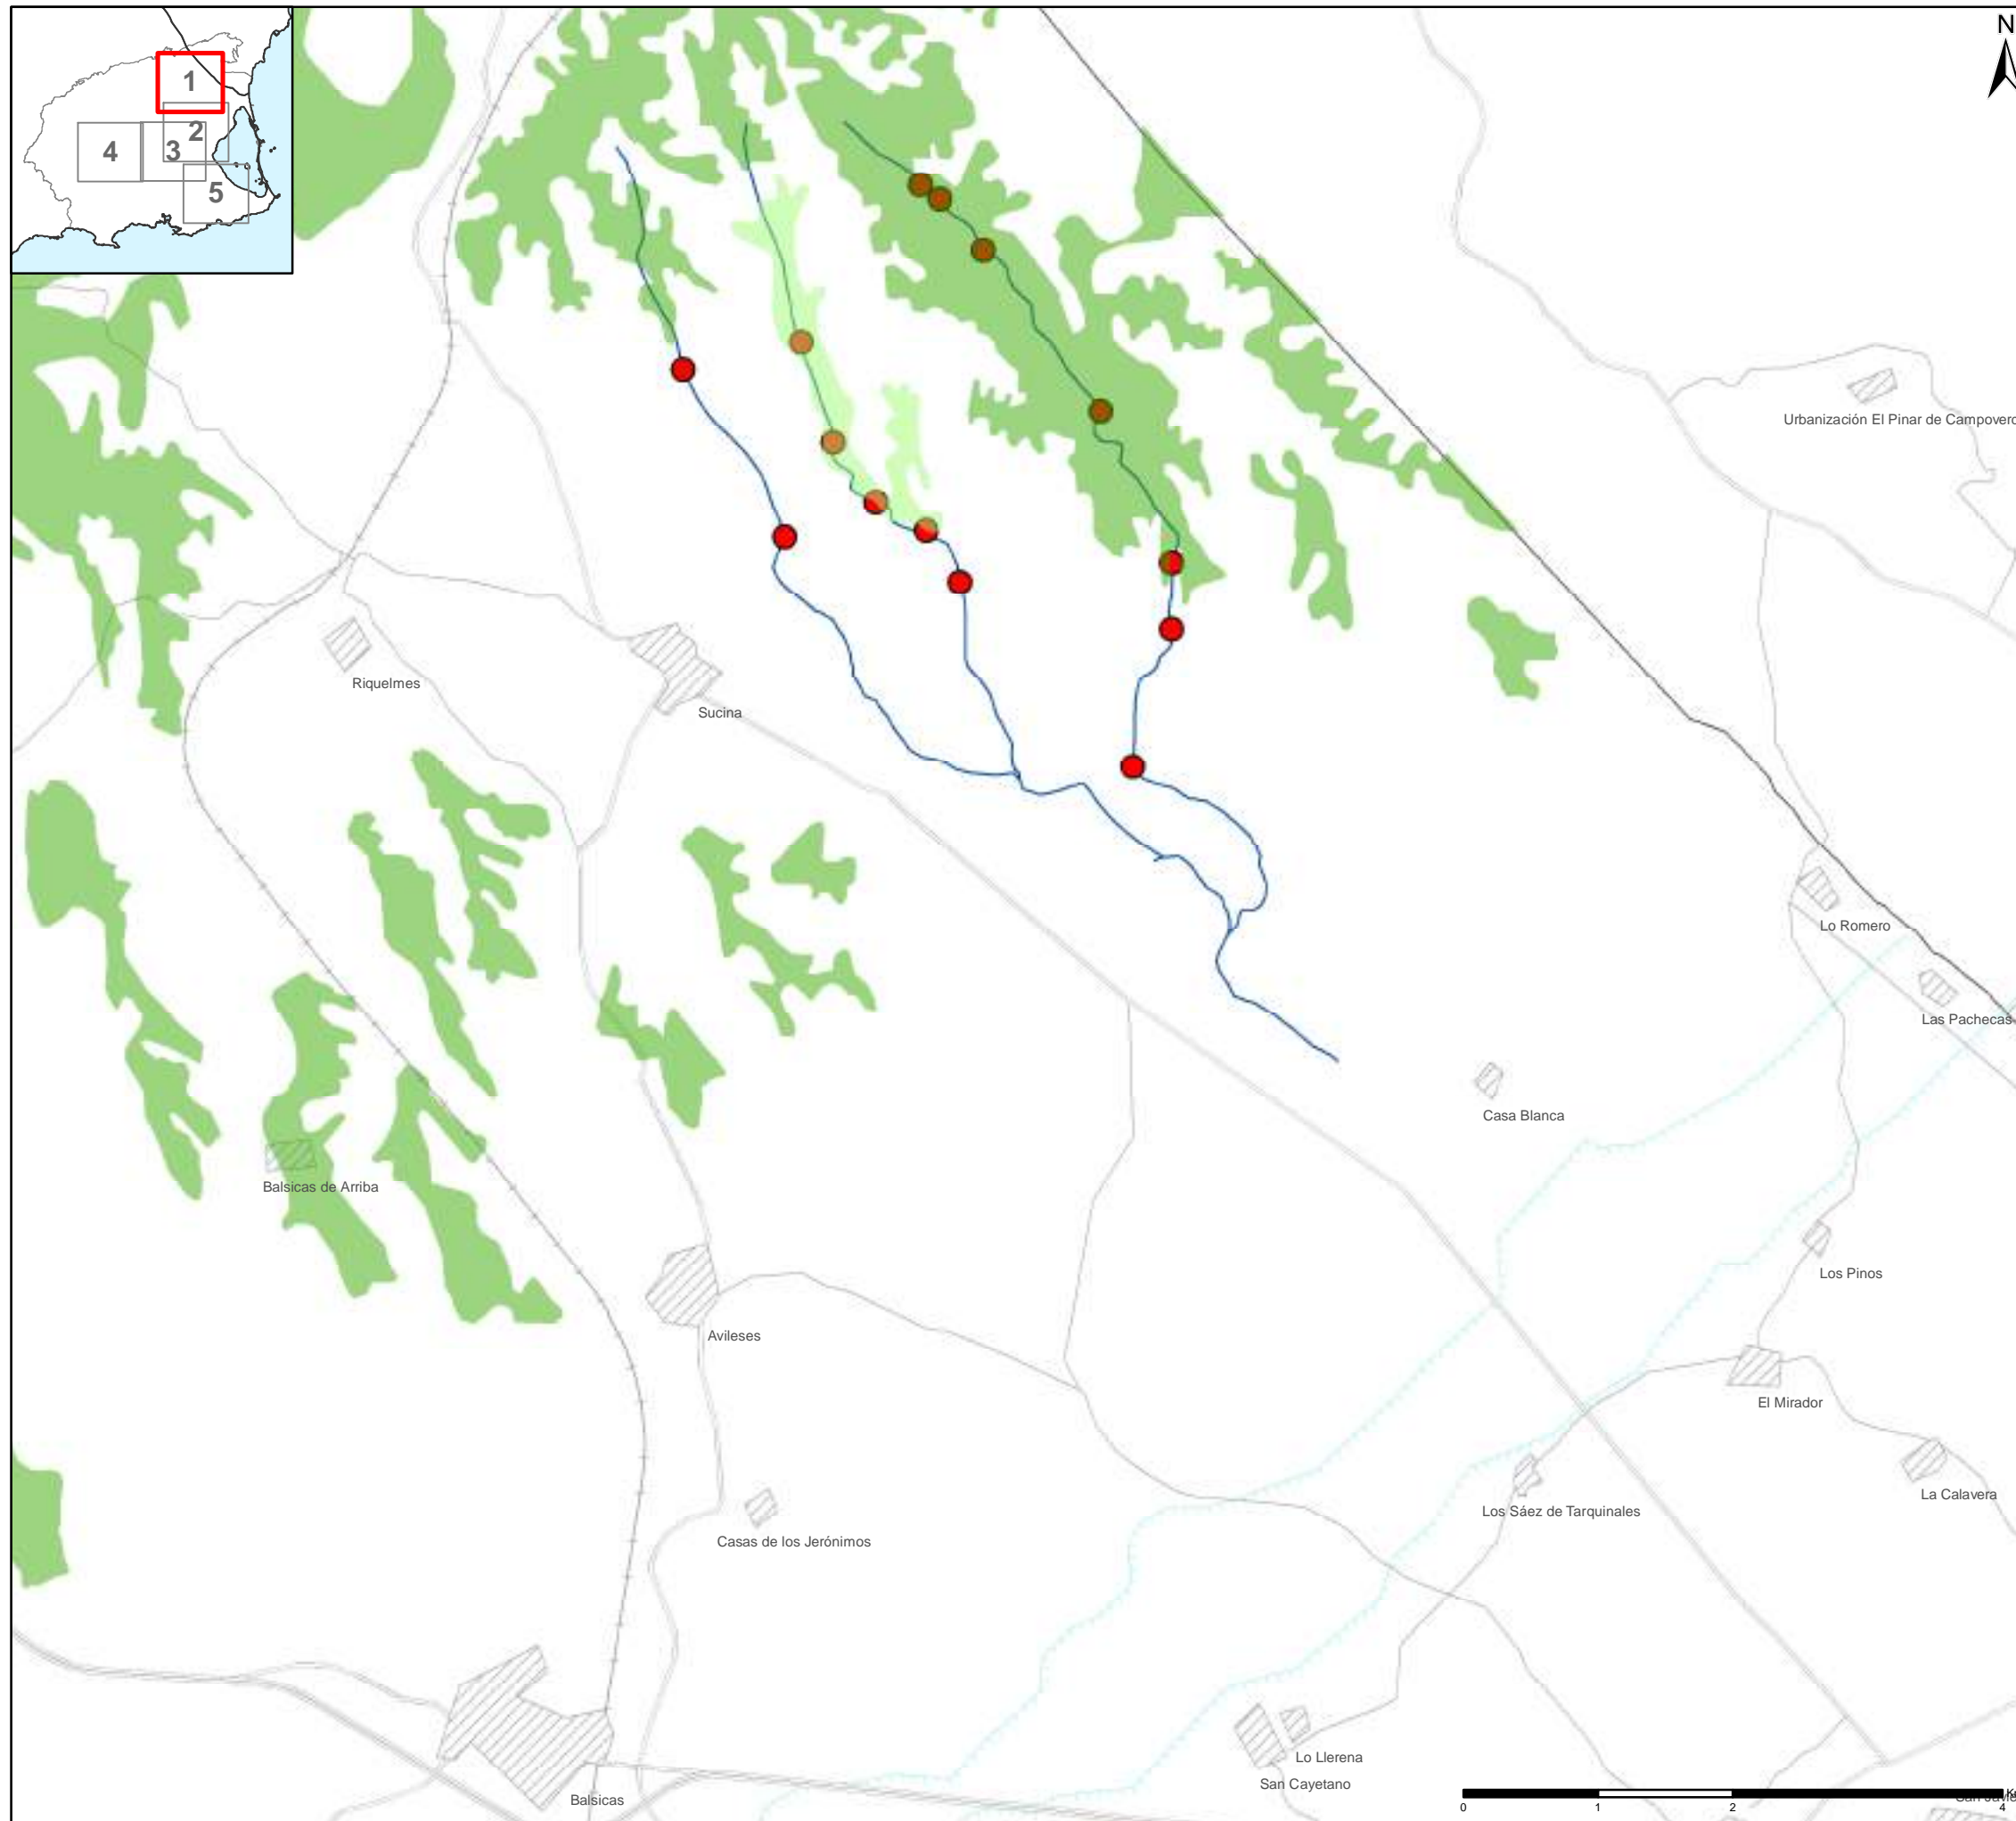 N
1
2
3
4
5
Urbanización El Pinar de Campover
Riquelmes
Sucina
Lo Romero
Las Pachecas
Casa Blanca
Balsicas de Arriba
Los Pinos
Avileses
El Mirador
La Calavera
Los Sáez de Tarquinales
Casas de los Jerónimos
Lo Llerena
San Cayetano
Balsicas
0 1 2 4